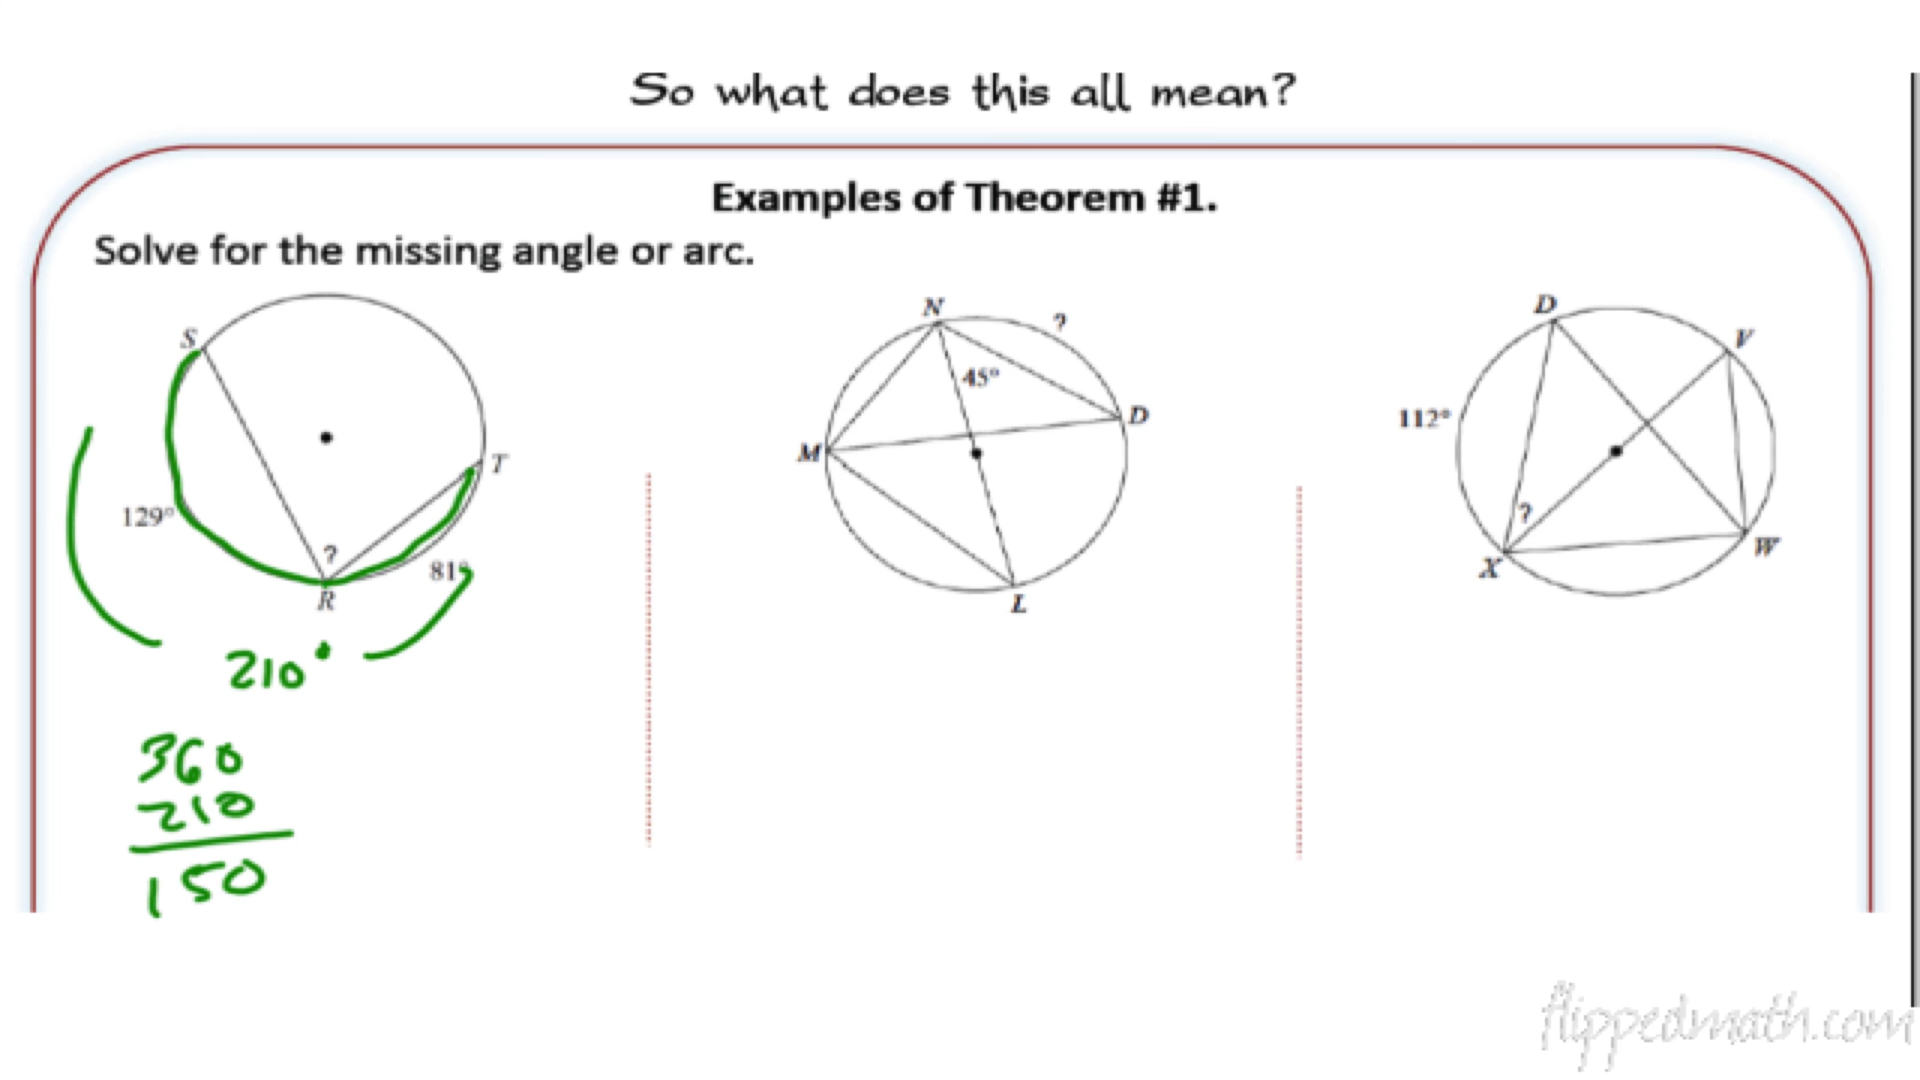 So what does this all mean?
Examples of Theorem #1.
Solve for the missing angle or arc.
S
T
129°
?
81°
R
210°
360
210
150
N
?
45°
D
M
L
D
V
112°
?
X
W
flippedmath.com